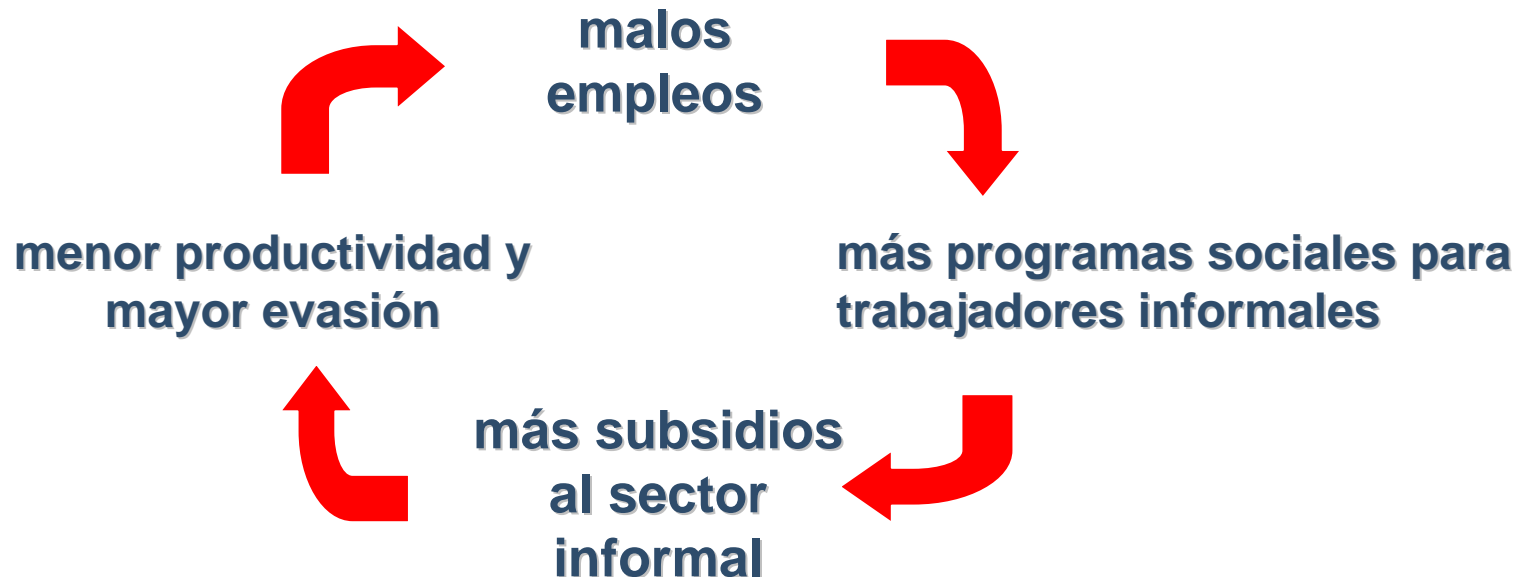 malos
empleos
menor productividad y
mayor evasión
más programas sociales para
trabajadores informales
más subsidios
al sector
informal